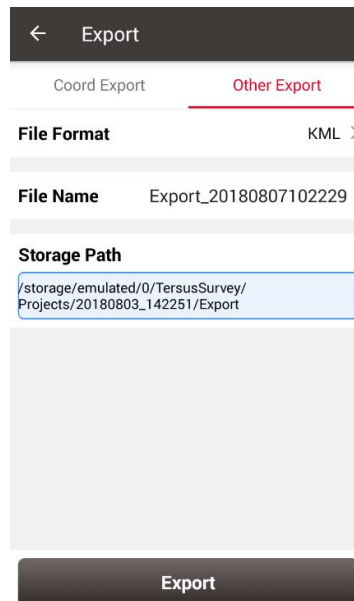 Export
Coord Export Other Export
File Format KML
File Name Export_20180807102229
Storage Path
/storage/emulated/0/TersusSurvey/
Projects/20180803_142251/Export
Export